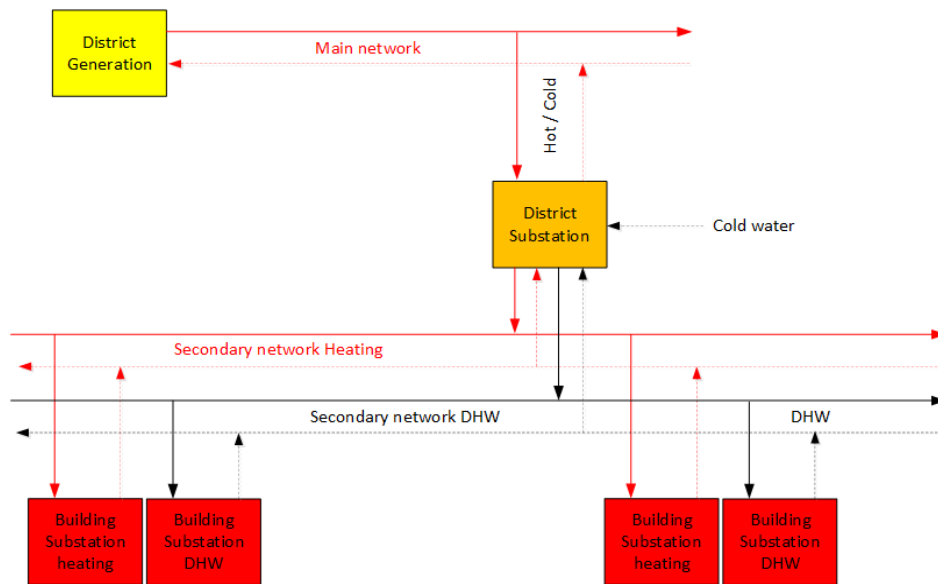 District
Generation
Main network
Hot / Cold
District
Substation
Cold water
Secondary network Heating
Secondary network DHW
DHW
Building
Substation
heating
Building
Substation
DHW
Building
Substation
heating
Building
Substation
DHW